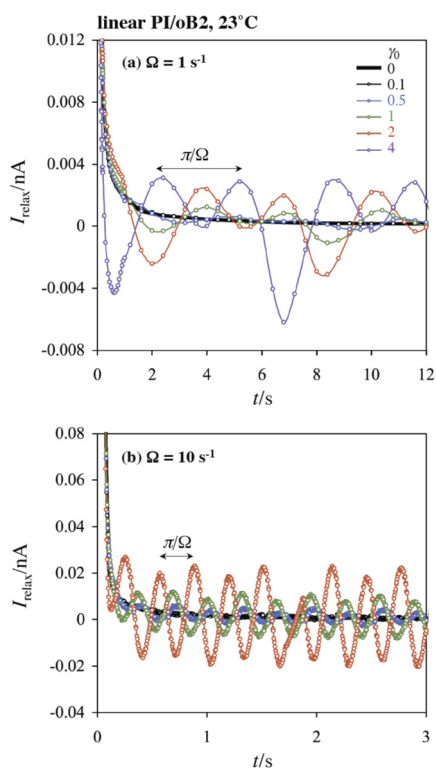 linear PI/oB2, 23°C
(a) Ω = 1 s⁻¹
γ₀
0
0.1
0.5
1
2
4
π/Ω
I_relax/nA
0.012
0.008
0.004
0
-0.004
-0.008
0 2 4 6 8 10 12
t/s
(b) Ω = 10 s⁻¹
π/Ω
I_relax/nA
0.08
0.06
0.04
0.02
0
-0.02
-0.04
0 1 2 3
t/s